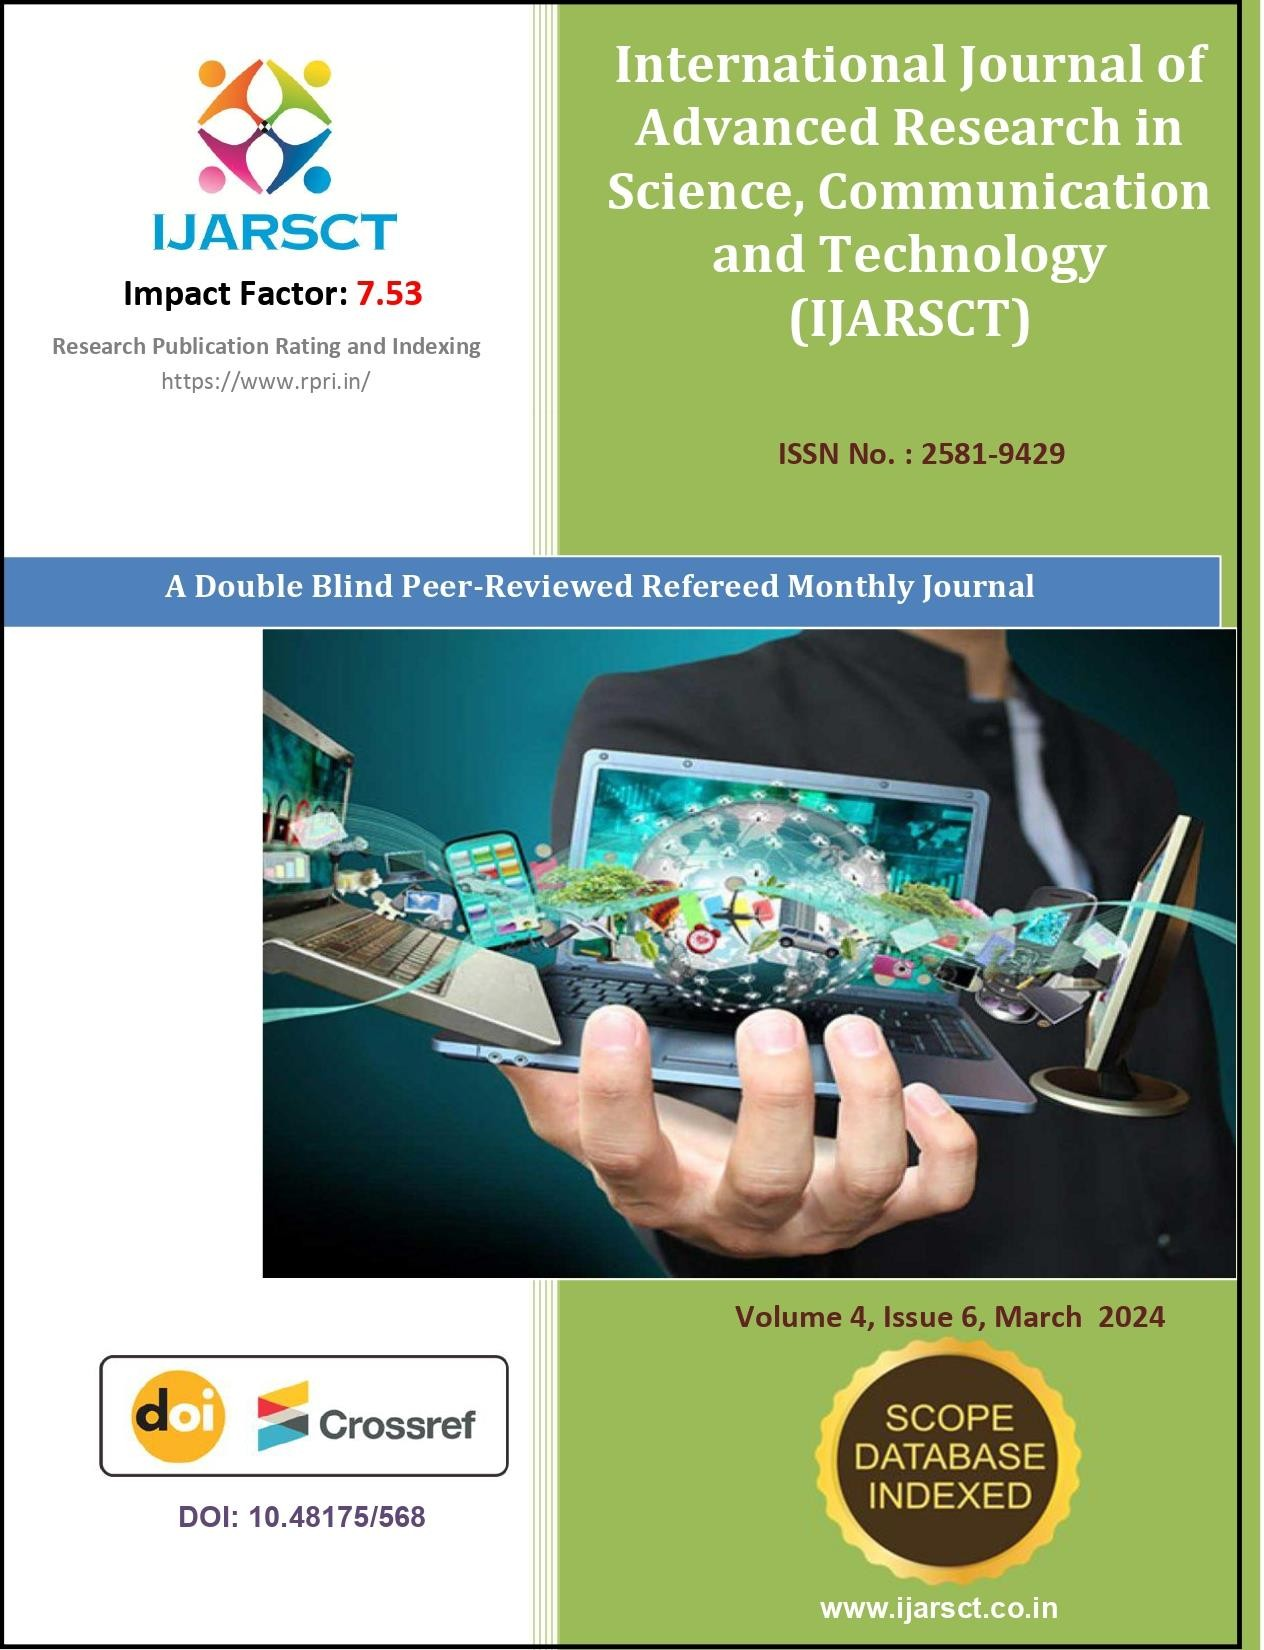 IJARSCT
Impact Factor: 7.53
Research Publication Rating and Indexing
https://www.rpri.in/
International Journal of
Advanced Research in
Science, Communication
and Technology
(IJARSCT)
ISSN No. : 2581-9429
A Double Blind Peer-Reviewed Refereed Monthly Journal
Volume 4, Issue 6, March 2024
doi
Crossref
DOI: 10.48175/568
SCOPE
DATABASE
INDEXED
www.ijarsct.co.in